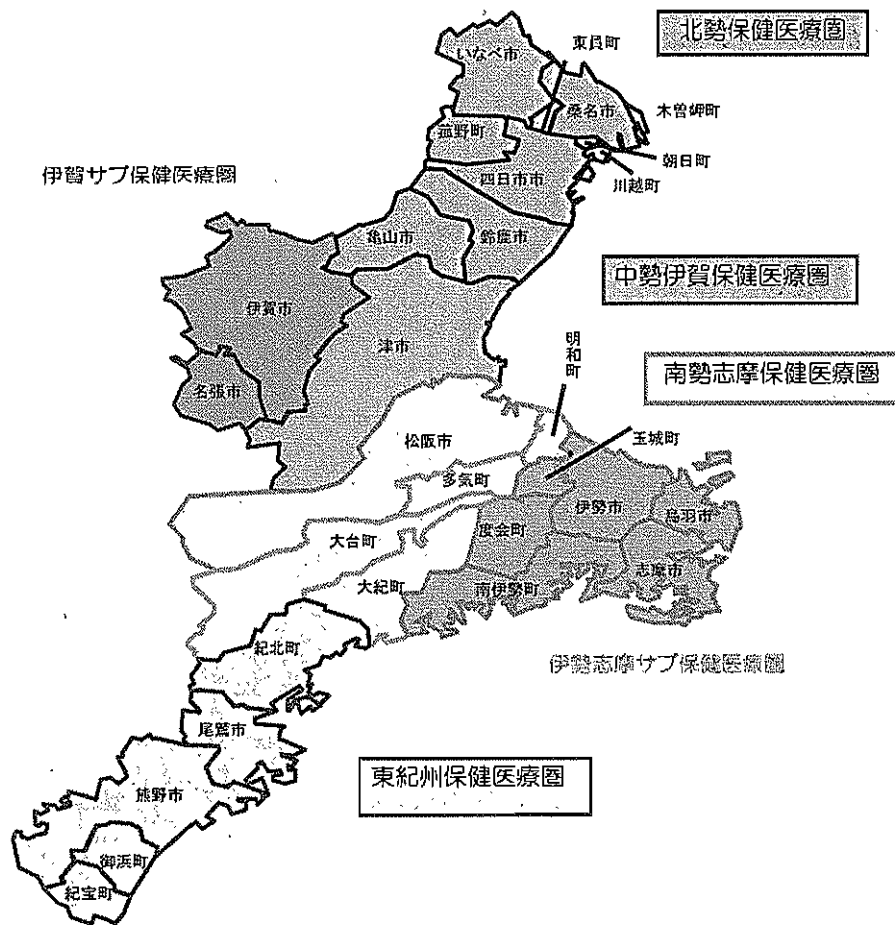 北勢保健医療圏
いなべ市
東員町
桑名市
木曽岬町
菰野町
朝日町
四日市市
川越町
伊賀サブ保健医療圏
亀山市
鈴鹿市
中勢伊賀保健医療圏
伊賀市
津市
明和町
南勢志摩保健医療圏
名張市
松阪市
玉城町
多気町
伊勢市
鳥羽市
度会町
大台町
志摩市
大紀町
南伊勢町
紀北町
伊勢志摩サブ保健医療圏
尾鷲市
東紀州保健医療圏
熊野市
御浜町
紀宝町